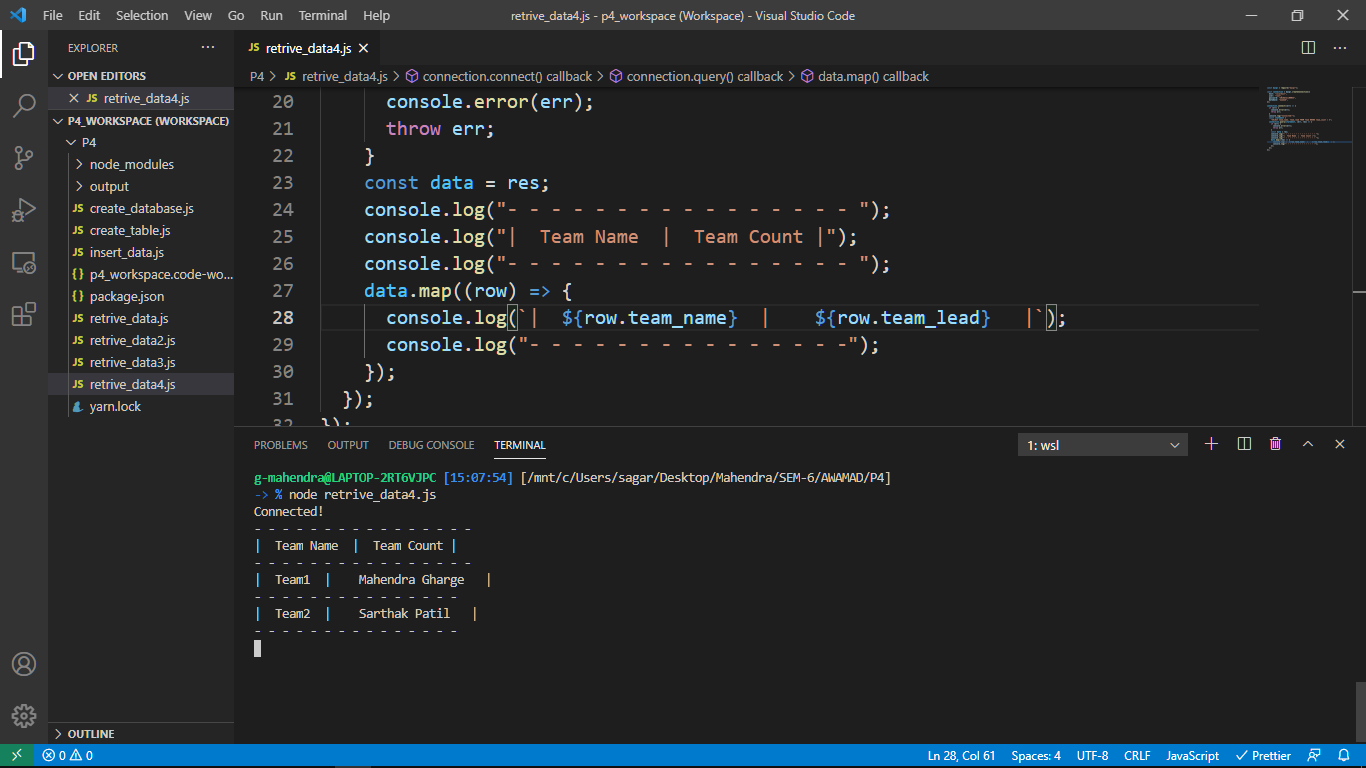 File Edit Selection View Go Run Terminal Help retrive_data4.js - p4_workspace (Workspace) - Visual Studio Code
EXPLORER
OPEN EDITORS
JS retrive_data4.js
P4_WORKSPACE (WORKSPACE)
P4
node_modules
output
JS create_database.js
JS create_table.js
JS insert_data.js
{} p4_workspace.code-wo...
{} package.json
JS retrive_data.js
JS retrive_data2.js
JS retrive_data3.js
JS retrive_data4.js
yarn.lock
OUTLINE
JS retrive_data4.js
P4 > JS retrive_data4.js > connection.connect() callback > connection.query() callback > data.map() callback
20 console.error(err);
21 throw err;
22 }
23 const data = res;
24 console.log("- - - - - - - - - - - - - - - - ");
25 console.log("|  Team Name  |  Team Count |");
26 console.log("- - - - - - - - - - - - - - - - ");
27 data.map((row) => {
28 console.log(`|  ${row.team_name}  |    ${row.team_lead}   |`);
29 console.log("- - - - - - - - - - - - - - -");
30 });
31 });
32 });
PROBLEMS OUTPUT DEBUG CONSOLE TERMINAL 1: wsl
g-mahendra@LAPTOP-2RT6VJPC [15:07:54] [/mnt/c/Users/sagar/Desktop/Mahendra/SEM-6/AWAMAD/P4]
-> % node retrive_data4.js
Connected!
- - - - - - - - - - - - - - - -
|  Team Name  |  Team Count |
- - - - - - - - - - - - - - - -
|  Team1  |    Mahendra Gharge   |
- - - - - - - - - - - - - - -
|  Team2  |    Sarthak Patil   |
- - - - - - - - - - - - - - -
0 0 Ln 28, Col 61 Spaces: 4 UTF-8 CRLF JavaScript Prettier